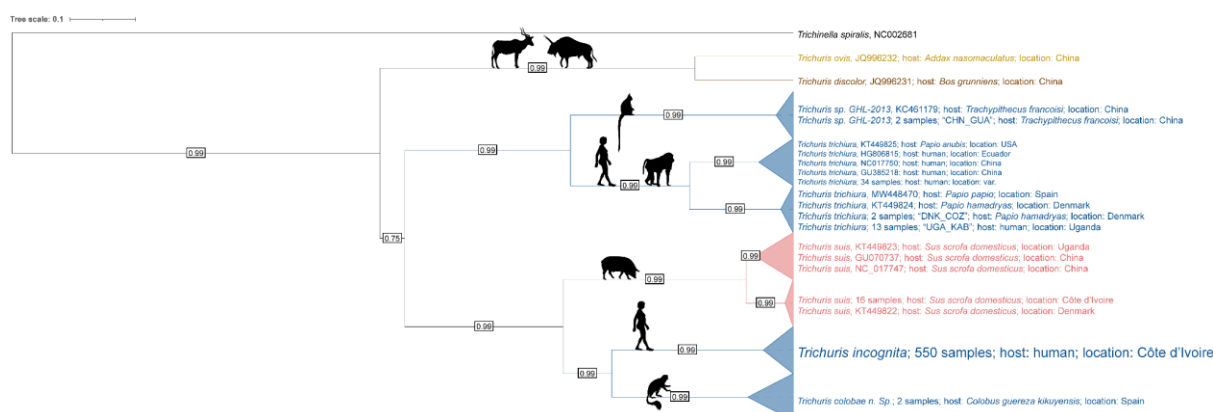 Tree scale: 0.1
Trichinella spiralis, NC002681
Trichuris ovis, JQ996232; host: Addax nasomaculatus; location: China
0.99
Trichuris discolor, JQ996231; host: Bos grunniens; location: China
Trichuris sp. GHL-2013, KC461179; host: Trachypithecus francoisi; location: China
0.99
Trichuris sp. GHL-2013; 2 samples; “CHN_GUA”; host: Trachypithecus francoisi; location: China
Trichuris trichiura, KT449825; host: Papio anubis; location: USA
0.99
0.99
Trichuris trichiura, HG806815; host: human; location: Ecuador
Trichuris trichiura, NC017750; host: human; location: China
0.99
Trichuris trichiura, GU385218; host: human; location: China
Trichuris trichiura; 34 samples; host: human; location: var.
0.99
Trichuris trichiura, MW448470; host: Papio papio; location: Spain
Trichuris trichiura, KT449824; host: Papio hamadryas; location: Denmark
0.99
Trichuris trichiura; 2 samples; “DNK_COZ”; host: Papio hamadryas; location: Denmark
Trichuris trichiura; 13 samples; “UGA_KAB”; host: human; location: Uganda
0.75
Trichuris suis, KT449823; host: Sus scrofa domesticus; location: Uganda
0.99
Trichuris suis, GU070737; host: Sus scrofa domesticus; location: China
Trichuris suis, NC_017747; host: Sus scrofa domesticus; location: China
0.99
Trichuris suis; 16 samples, host: Sus scrofa domesticus; location: Côte d’Ivoire
0.99
Trichuris suis, KT449822; host: Sus scrofa domesticus; location: Denmark
0.99
0.99
Trichuris incognita; 550 samples; host: human; location: Côte d’Ivoire
0.99
0.99
Trichuris colobae n. Sp.; 2 samples; host: Colobus guereza kikuyensis; location: Spain